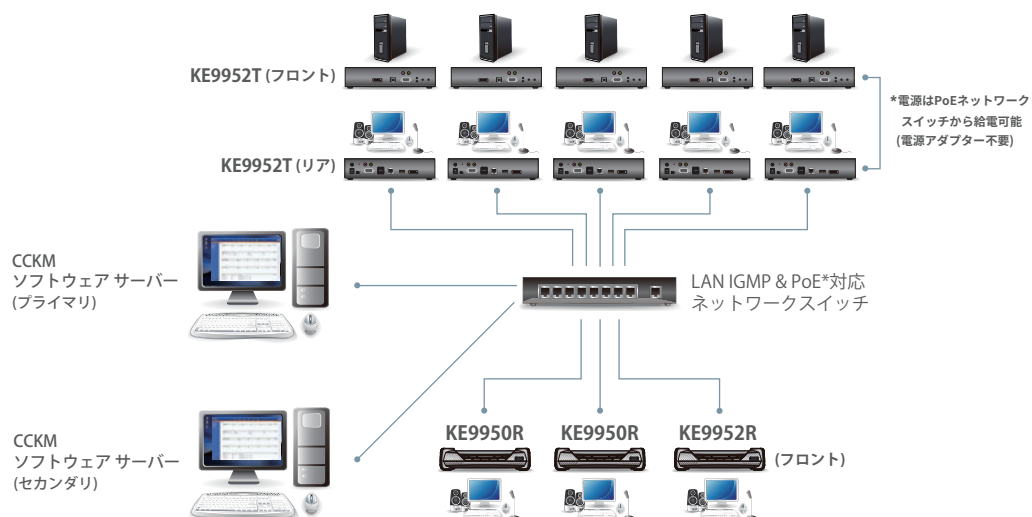 KE9952T (フロント)
*電源はPoEネットワーク
スイッチから給電可能
(電源アダプター不要)
KE9952T (リア)
CCKM
ソフトウェア サーバー
(プライマリ)
LAN IGMP & PoE*対応
ネットワークスイッチ
CCKM
ソフトウェア サーバー
(セカンダリ)
KE9950R
KE9950R
KE9952R
(フロント)